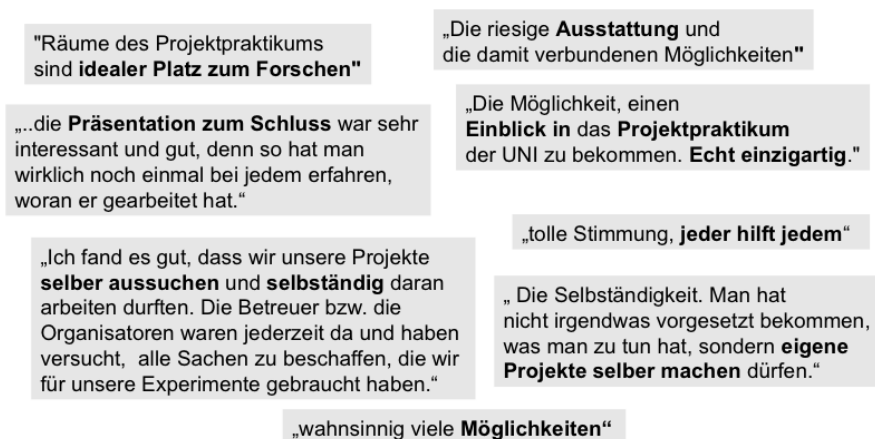 "Räume des Projektpraktikums
sind idealer Platz zum Forschen"
„Die riesige Ausstattung und
die damit verbundenen Möglichkeiten"
„..die Präsentation zum Schluss war sehr
interessant und gut, denn so hat man
wirklich noch einmal bei jedem erfahren,
woran er gearbeitet hat.“
„Die Möglichkeit, einen
Einblick in das Projektpraktikum
der UNI zu bekommen. Echt einzigartig."
„tolle Stimmung, jeder hilft jedem“
„Ich fand es gut, dass wir unsere Projekte
selber aussuchen und selbständig daran
arbeiten durften. Die Betreuer bzw. die
Organisatoren waren jederzeit da und haben
versucht,  alle Sachen zu beschaffen, die wir
für unsere Experimente gebraucht haben.“
„ Die Selbständigkeit. Man hat
nicht irgendwas vorgesetzt bekommen,
was man zu tun hat, sondern eigene
Projekte selber machen dürfen.“
„wahnsinnig viele Möglichkeiten“